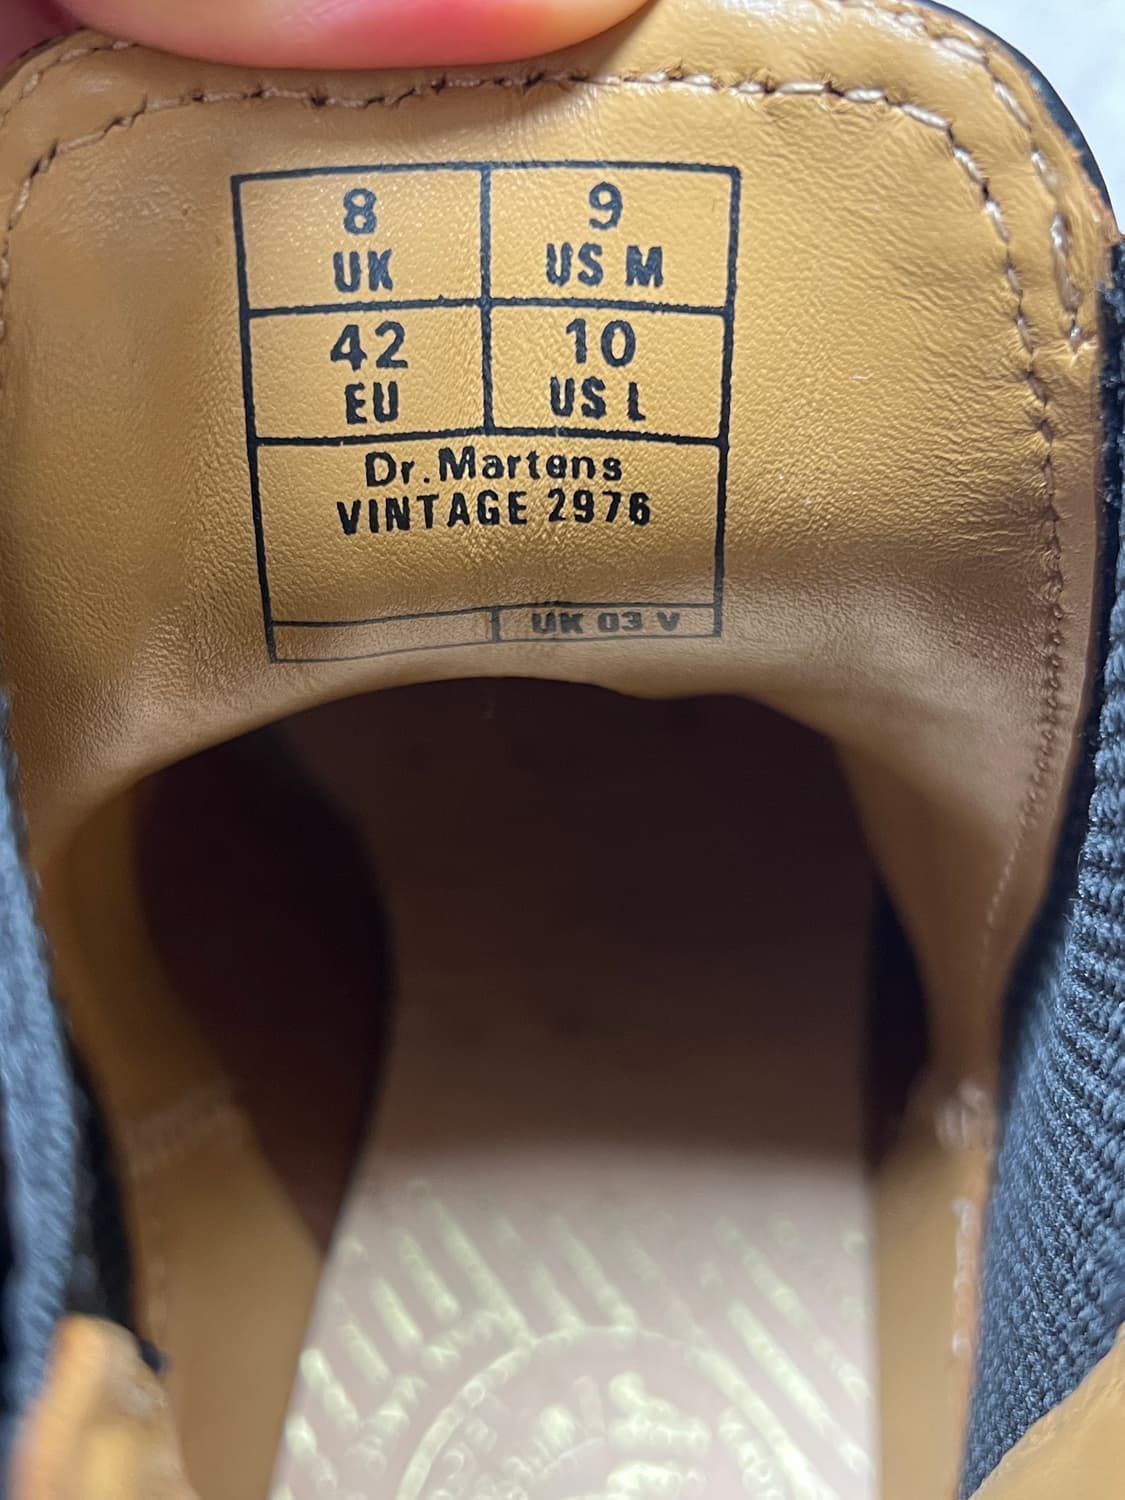 8 9
UK US M
42 10
EU US L
Dr. Martens
VINTAGE 2976
UK 03 V